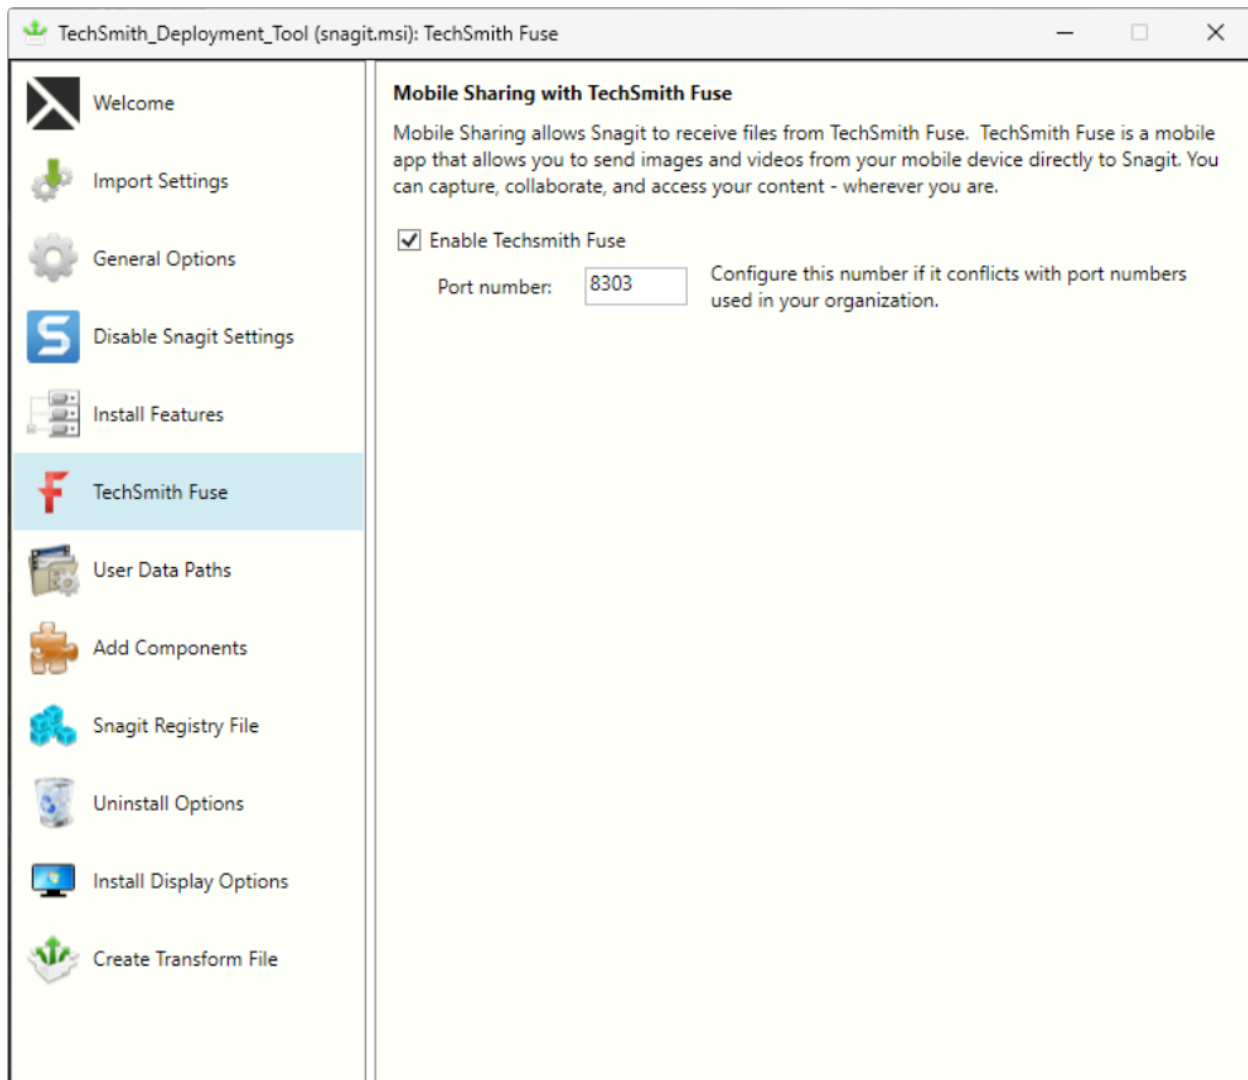 TechSmith_Deployment_Tool (snagit.msi): TechSmith Fuse
Welcome
Import Settings
General Options
Disable Snagit Settings
Install Features
TechSmith Fuse
User Data Paths
Add Components
Snagit Registry File
Uninstall Options
Install Display Options
Create Transform File
Mobile Sharing with TechSmith Fuse
Mobile Sharing allows Snagit to receive files from TechSmith Fuse.  TechSmith Fuse is a mobile
app that allows you to send images and videos from your mobile device directly to Snagit. You
can capture, collaborate, and access your content - wherever you are.
Enable Techsmith Fuse
Port number: 8303
Configure this number if it conflicts with port numbers
used in your organization.